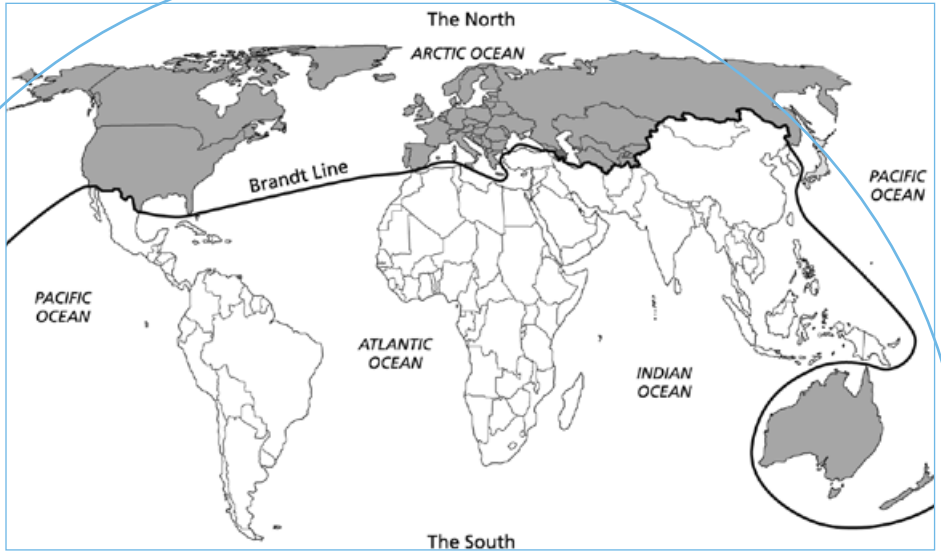 The North
ARCTIC OCEAN
Brandt Line
PACIFIC
OCEAN
PACIFIC
OCEAN
ATLANTIC
OCEAN
INDIAN
OCEAN
The South